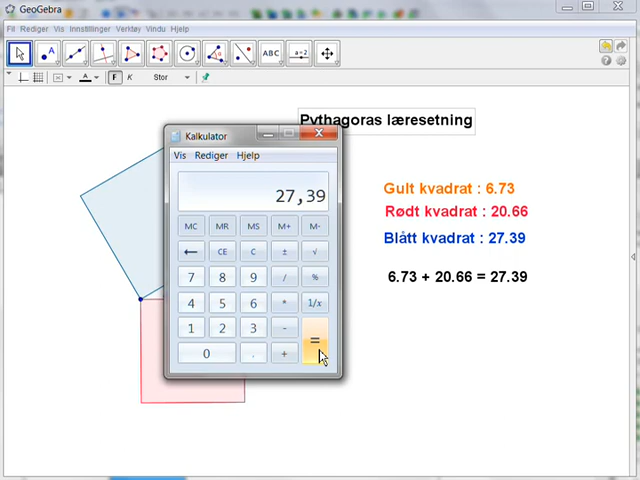 GeoGebra
Fil Rediger Vis Innstillinger Verktøy Vindu Hjelp
ABC
a=2
F K Stor
Pythagoras læresetning
Kalkulator
Vis Rediger Hjelp
27,39
MC MR MS M+ M-
← CE C ± √
7 8 9 / %
4 5 6 * 1/x
1 2 3 - =
0 . +
Gult kvadrat : 6.73
Rødt kvadrat : 20.66
Blått kvadrat : 27.39
6.73 + 20.66 = 27.39